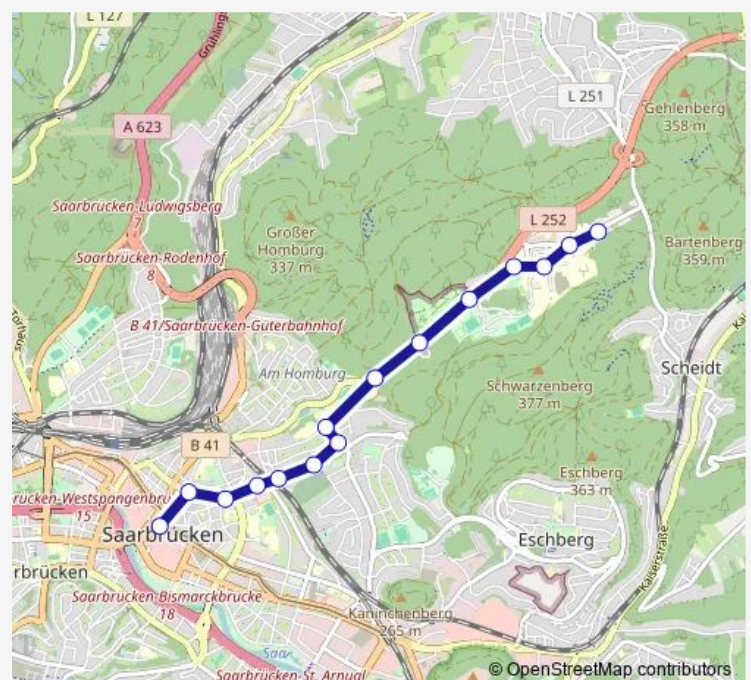 L 127
Grühlings
L 251
Gehlenberg
358 m
A 623
Saarbrücken-Ludwigsberg
7
Großer
Homburg
337 m
L 252
Bartenberg
359 m
Saarbrücken-Rodenhof
8
B 41/Saarbrücken-Güterbahnhof
Am Homburg
Scheidt
Schwarzenberg
377 m
B 41
Eschberg
363 m
rücken-Westspangenbrü
15
Saarbrücken
Eschberg
rbrücken
Saarbrücken-Bismarckbrücke
18
Kaiserstraße
Kaninchenberg
265 m
Saar
Saarbrücken-St. Arnual
© OpenStreetMap contributors